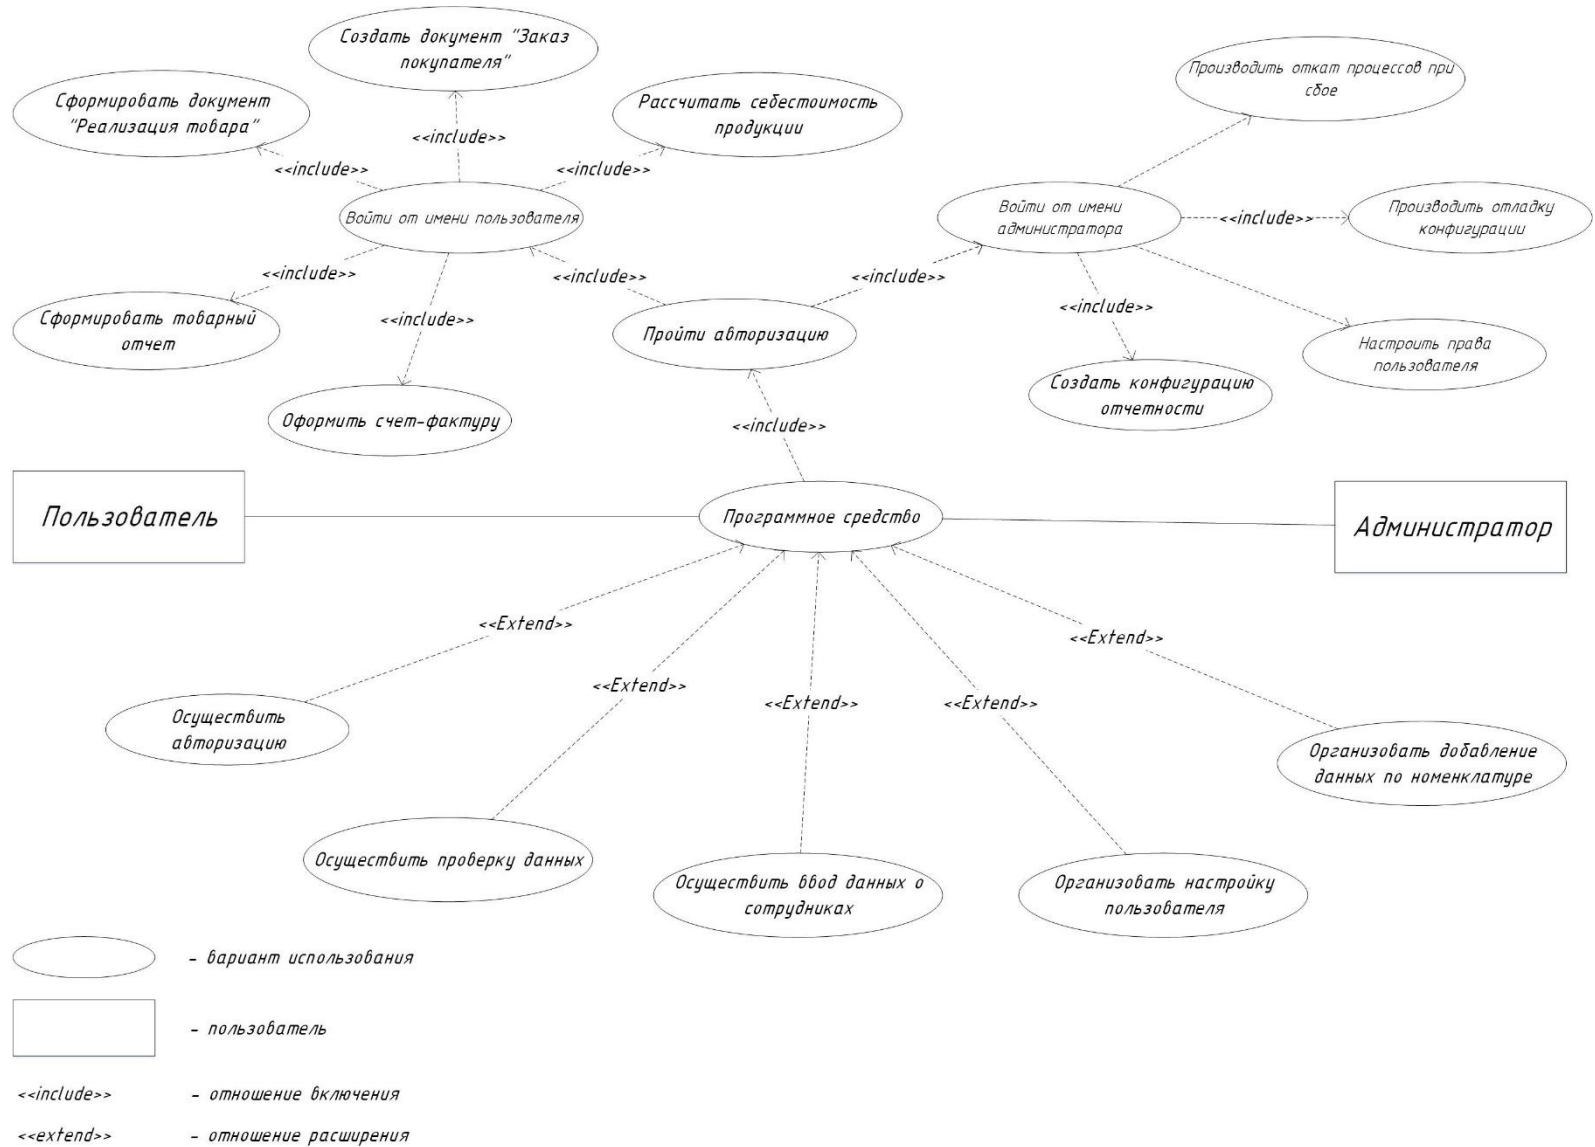 Создать документ "Заказ
покупателя"
Производить откат процессов при
сбое
Сформировать документ
"Реализация товара"
Рассчитать себестоимость
продукции
<<include>>
<<include>>
<<include>>
Войти от имени пользователя
Войти от имени
администратора
<<include>>
Производить отладку
конфигурации
<<include>>
<<include>>
<<include>>
<<include>>
<<include>>
Сформировать товарный
отчет
Пройти авторизацию
Настроить права
пользователя
Создать конфигурацию
отчетности
Оформить счет-фактуру
<<include>>
Пользователь
Программное средство
Администратор
<<Extend>>
<<Extend>>
<<Extend>>
<<Extend>>
<<Extend>>
Осуществить
авторизацию
Организовать добавление
данных по номенклатуре
Осуществить проверку данных
Осуществить ввод данных о
сотрудниках
Организовать настройку
пользователя
- вариант использования
- пользователь
<<include>> - отношение включения
<<extend>> - отношение расширения